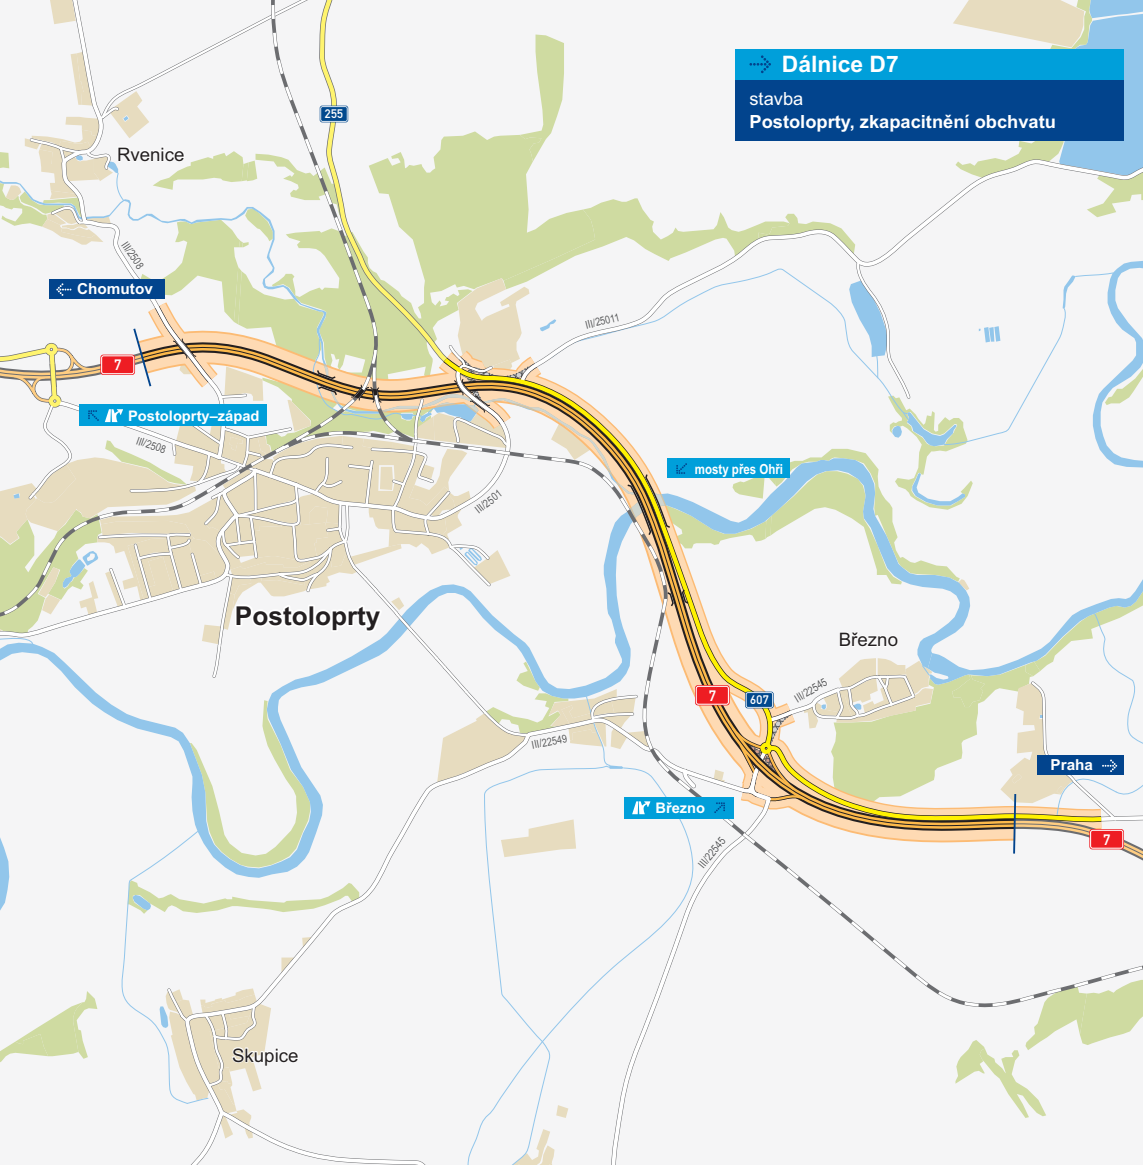 Dálnice D7
stavba
Postoloprty, zkapacitnění obchvatu
255
Rvenice
III/2508
Chomutov
7
III/25011
Postoloprty–západ
III/2508
mosty přes Ohři
III/2501
Postoloprty
Březno
7
607
III/22545
III/22549
Praha
Březno
7
III/22545
Skupice